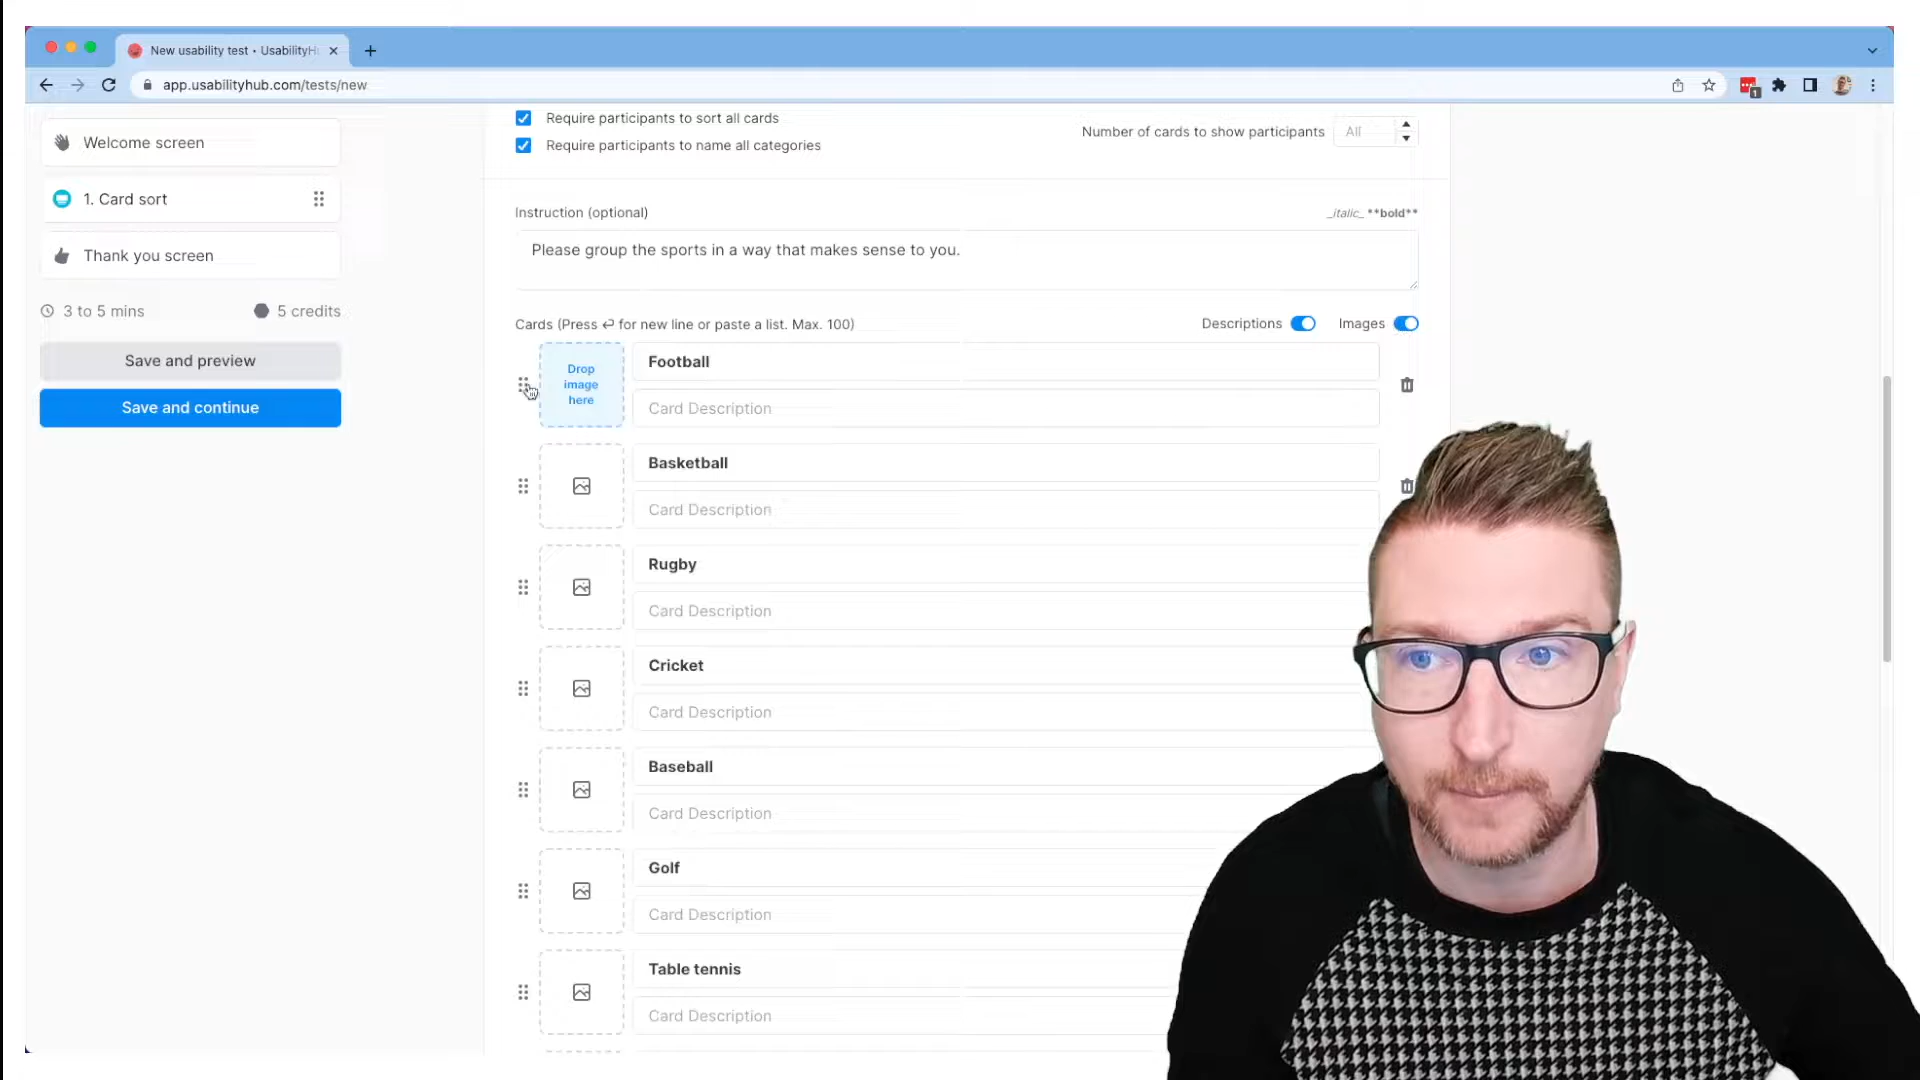 New usability test • UsabilityH
app.usabilityhub.com/tests/new
1
Welcome screen
1. Card sort
Thank you screen
3 to 5 mins
5 credits
Save and preview
Save and continue
Require participants to sort all cards
Require participants to name all categories
Number of cards to show participants
All
Instruction (optional)
_italic_ **bold**
Please group the sports in a way that makes sense to you.
Cards (Press ↵ for new line or paste a list. Max. 100)
Descriptions
Images
Drop
image
here
Football
Card Description
Basketball
Card Description
Rugby
Card Description
Cricket
Card Description
Baseball
Card Description
Golf
Card Description
Table tennis
Card Description